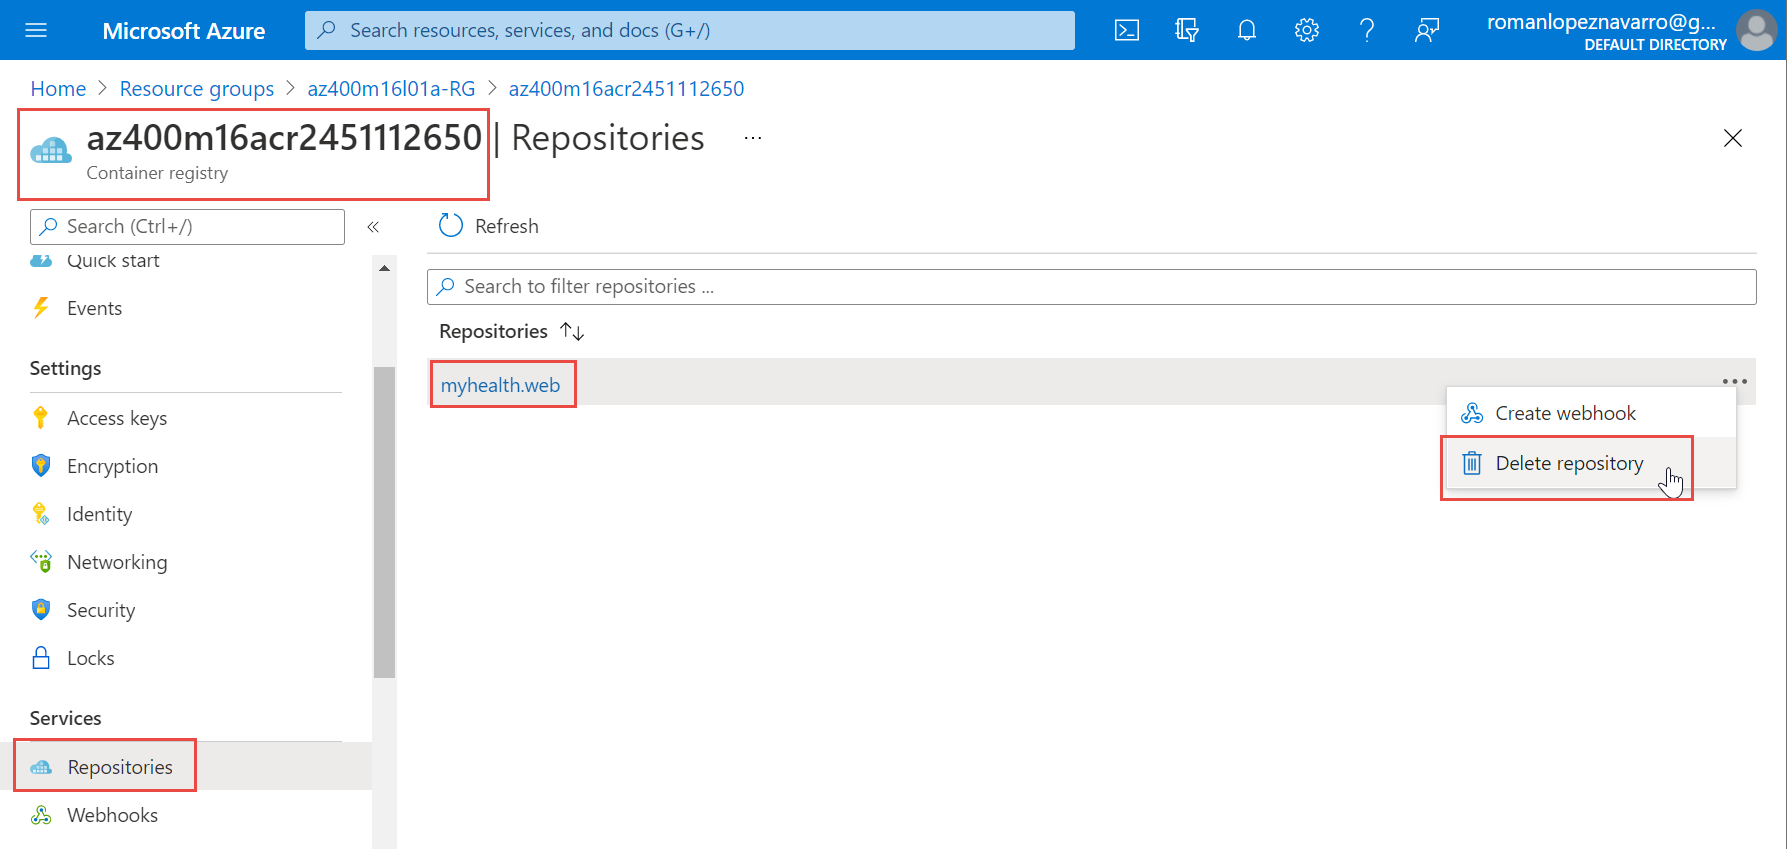 Microsoft Azure
Search resources, services, and docs (G+/)
romanlopeznavarro@g...
DEFAULT DIRECTORY
Home > Resource groups > az400m16l01a-RG > az400m16acr2451112650
az400m16acr2451112650 | Repositories ...
Container registry
Search (Ctrl+/)
«
Refresh
Quick start
Events
Settings
Access keys
Encryption
Identity
Networking
Security
Locks
Services
Repositories
Webhooks
Search to filter repositories ...
Repositories ↑↓
myhealth.web
Create webhook
Delete repository